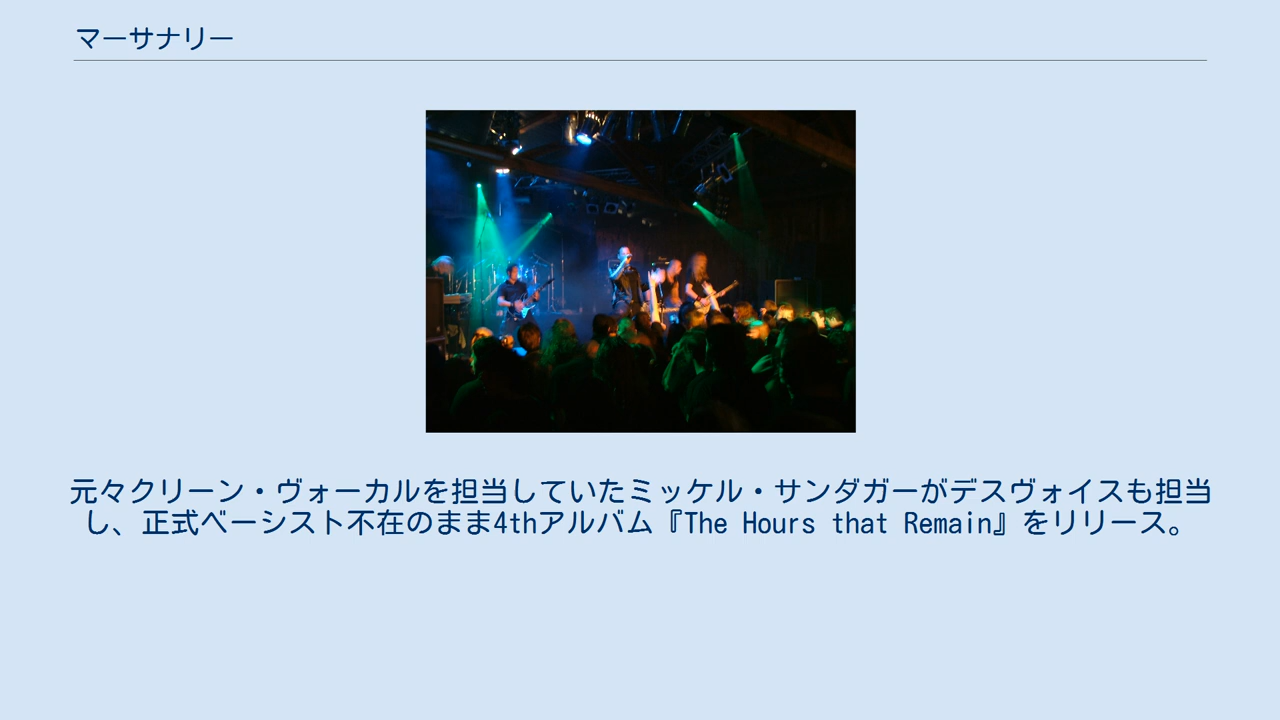 マーサナリー
元々クリーン・ヴォーカルを担当していたミッケル・サンダガーがデスヴォイスも担当
し、正式ベーシスト不在のまま4thアルバム『The Hours that Remain』をリリース。